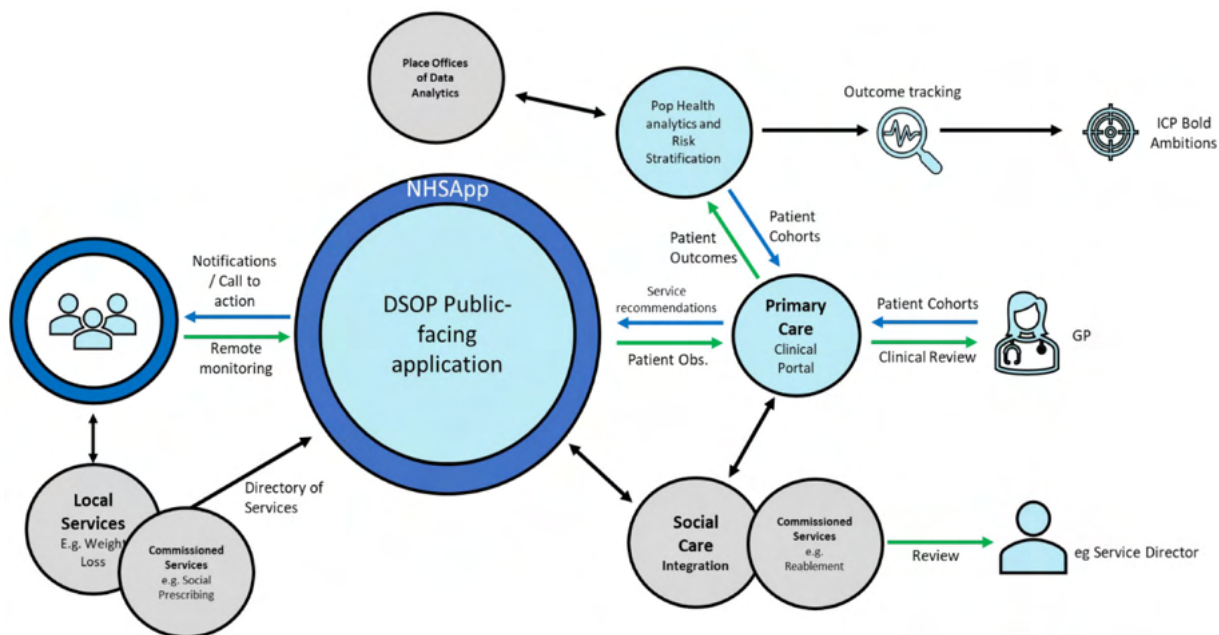 Place Offices
of Data
Analytics
Pop Health
analytics and
Risk
Stratification
Outcome tracking
ICP Bold
Ambitions
NHSApp
DSOP Public-
facing
application
Notifications
/ Call to
action
Remote
monitoring
Patient
Cohorts
Patient
Outcomes
Service
recommendations
Patient Obs.
Primary
Care
Clinical
Portal
Patient Cohorts
Clinical Review
GP
Directory of
Services
Local
Services
E.g. Weight
Loss
Commissioned
Services
e.g. Social
Prescribing
Social
Care
Integration
Commissioned
Services
e.g.
Reablement
Review
eg Service Director